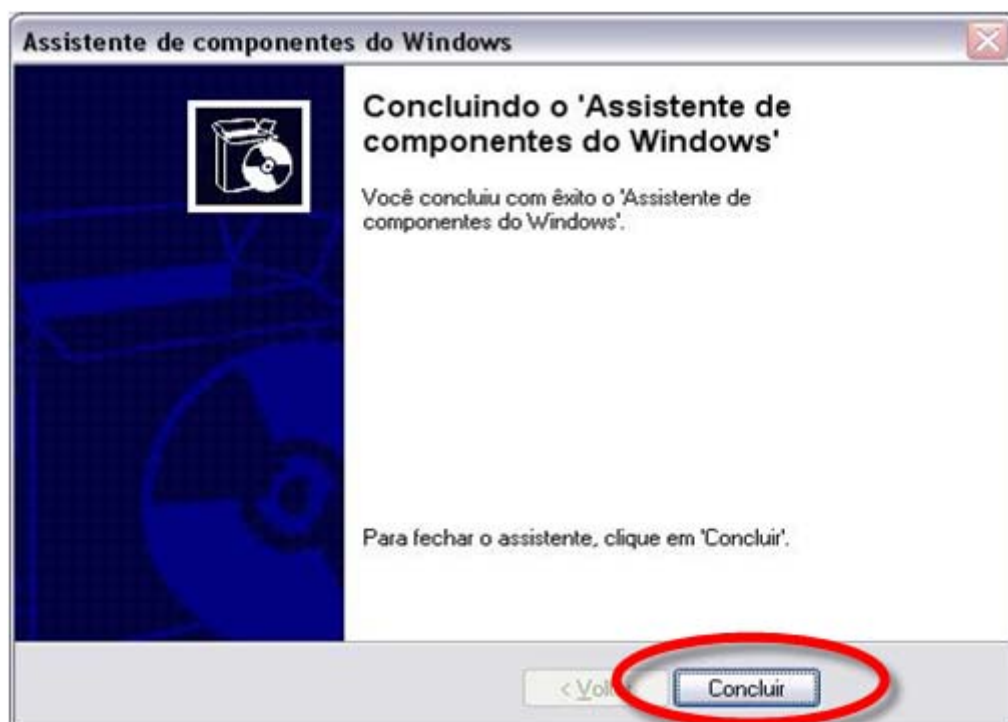 Assistente de componentes do Windows
Concluindo o 'Assistente de
componentes do Windows'
Você concluiu com êxito o 'Assistente de
componentes do Windows'.
Para fechar o assistente, clique em 'Concluir'.
Concluir